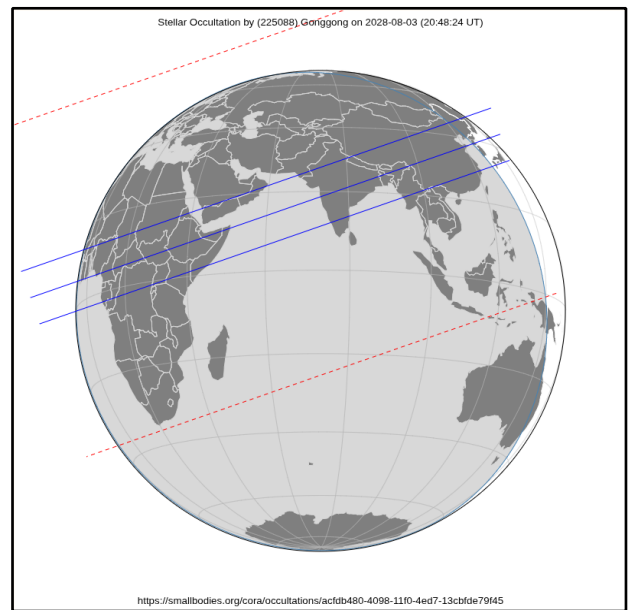 Stellar Occultation by (225088) Gonggong on 2028-08-03 (20:48:24 UT)
https://smallbodies.org/cora/occultations/acfdb480-4098-11f0-4ed7-13cbfde79f45